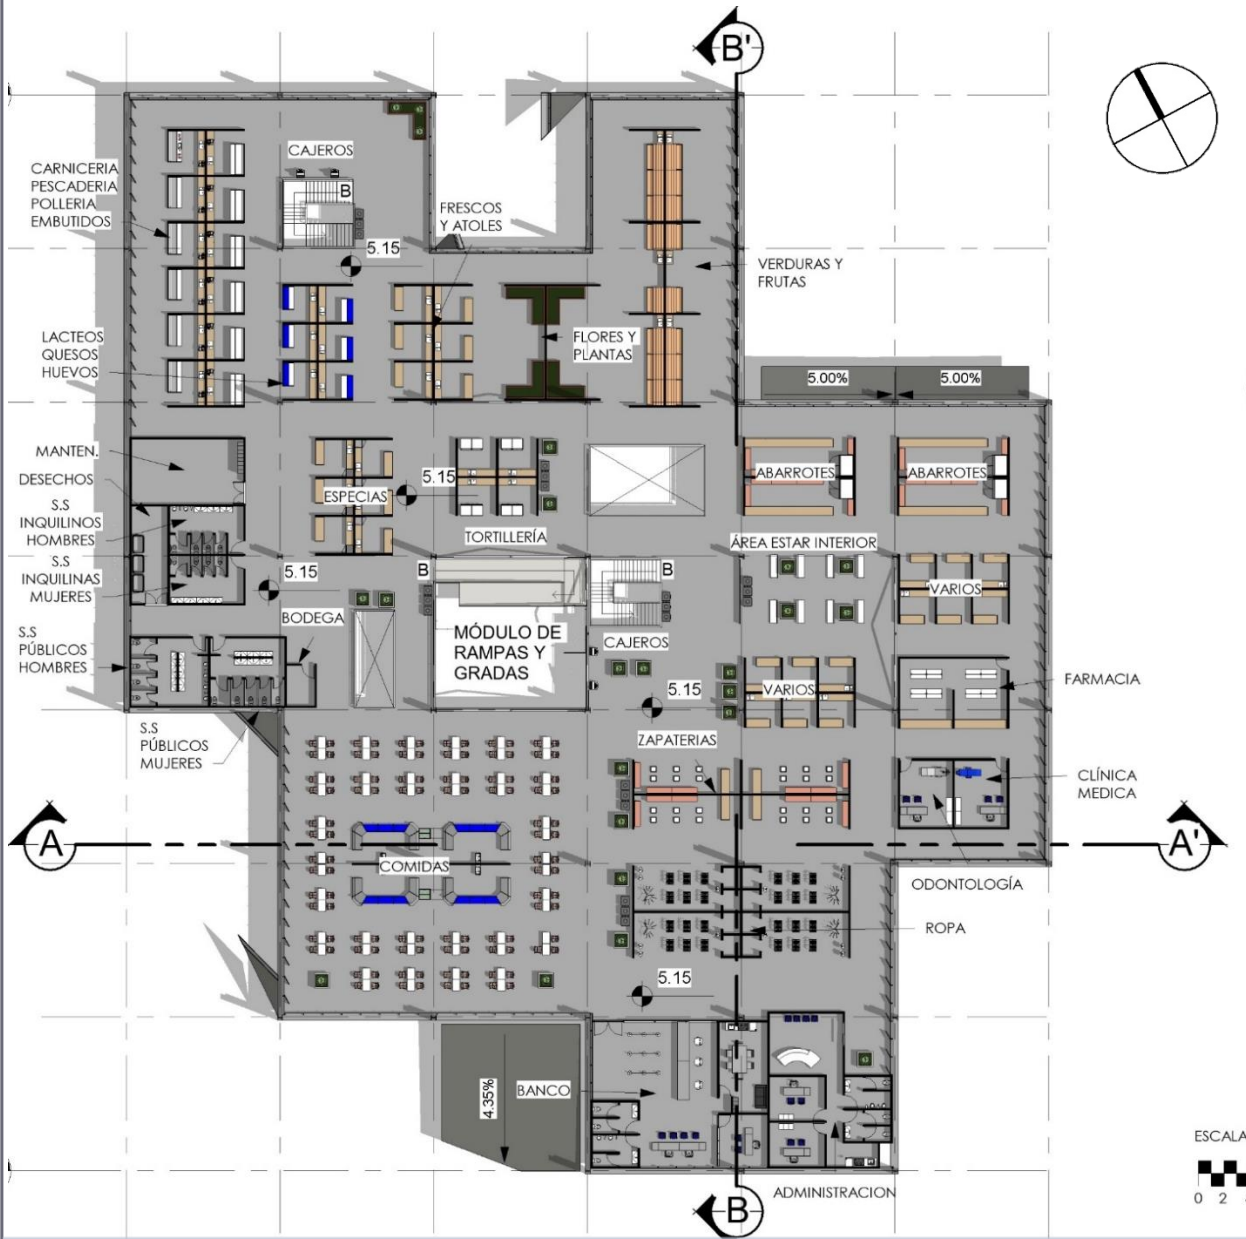 B'
CAJEROS
B
CARNICERIA
PESCADERIA
POLLERIA
EMBUTIDOS
FRESCOS
Y ATOLES
5.15
VERDURAS Y
FRUTAS
LACTEOS
QUESOS
HUEVOS
FLORES Y
PLANTAS
5.00%
5.00%
MANTEN.
DESECHOS
S.S
INQUILINOS
HOMBRES
S.S
INQUILINAS
MUJERES
S.S
PÚBLICOS
HOMBRES
ESPECIAS
5.15
TORTILLERÍA
ABARROTES
ABARROTES
ÁREA ESTAR INTERIOR
5.15
B
B
BODEGA
MÓDULO DE
RAMPAS Y
GRADAS
CAJEROS
VARIOS
VARIOS
5.15
FARMACIA
S.S
PÚBLICOS
MUJERES
ZAPATERIAS
CLÍNICA
MEDICA
A
A'
COMIDAS
ODONTOLOGÍA
ROPA
5.15
4.35%
BANCO
ADMINISTRACION
B
ESCALA
0 2